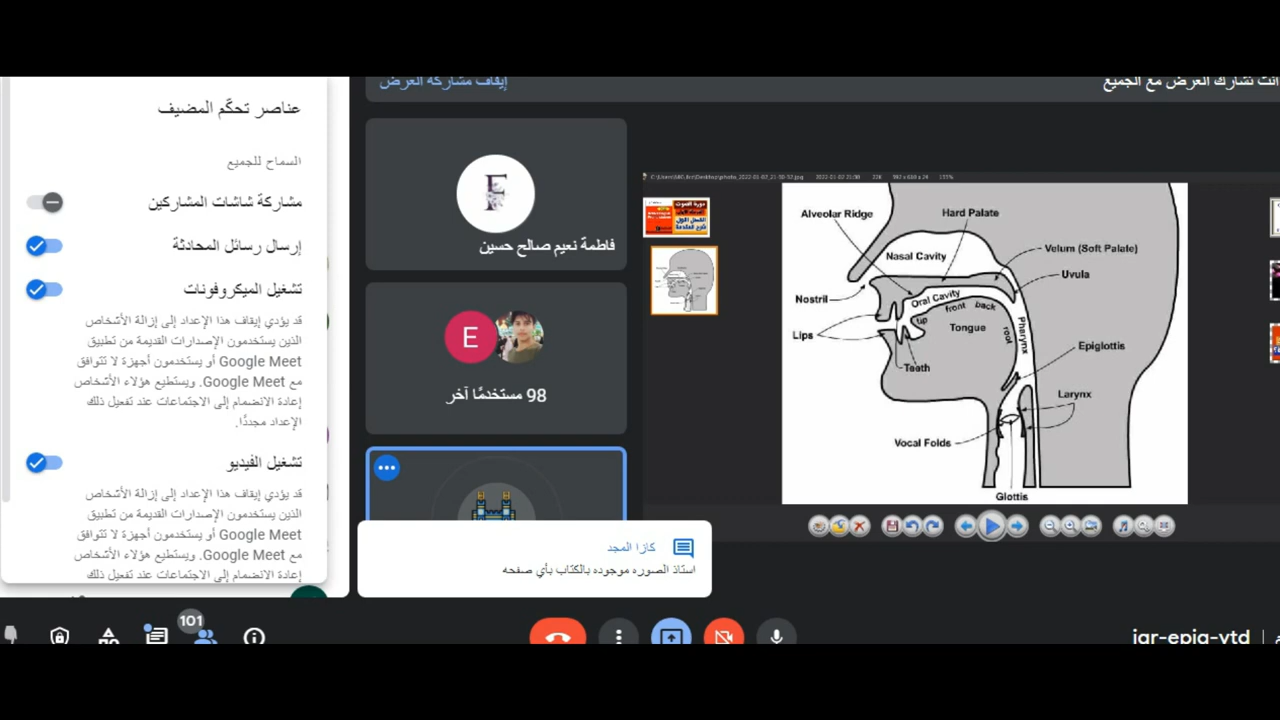 عناصر تحكّم المضيف
السماح للجميع
مشاركة شاشات المشاركين
إرسال رسائل المحادثة
تشغيل الميكروفونات
قد يؤدي إيقاف هذا الإعداد إلى إزالة الأشخاص
الذين يستخدمون الإصدارات القديمة من تطبيق
Google Meet أو يستخدمون أجهزة لا تتوافق
مع Google Meet. ويستطيع هؤلاء الأشخاص
إعادة الانضمام إلى الاجتماعات عند تفعيل ذلك
الإعداد مجددًا.
تشغيل الفيديو
قد يؤدي إيقاف هذا الإعداد إلى إزالة الأشخاص
الذين يستخدمون الإصدارات القديمة من تطبيق
Google Meet أو يستخدمون أجهزة لا تتوافق
مع Google Meet. ويستطيع هؤلاء الأشخاص
إعادة الانضمام إلى الاجتماعات عند تفعيل ذلك
انت تشارك العرض مع الجميع
إيقاف مشاركة العرض
F
فاطمة نعيم صالح حسين
E
98 مستخدمًا آخر
كازا المجد
استاذ الصوره موجوده بالكتاب بأي صفحه
Alveolar Ridge
Hard Palate
Nasal Cavity
Velum (Soft Palate)
Uvula
Nostril
Oral Cavity
tip
front
back
root
Lips
Tongue
Pharynx
Epiglottis
Teeth
Larynx
Vocal Folds
Glottis
101
jgr-epjq-ytd